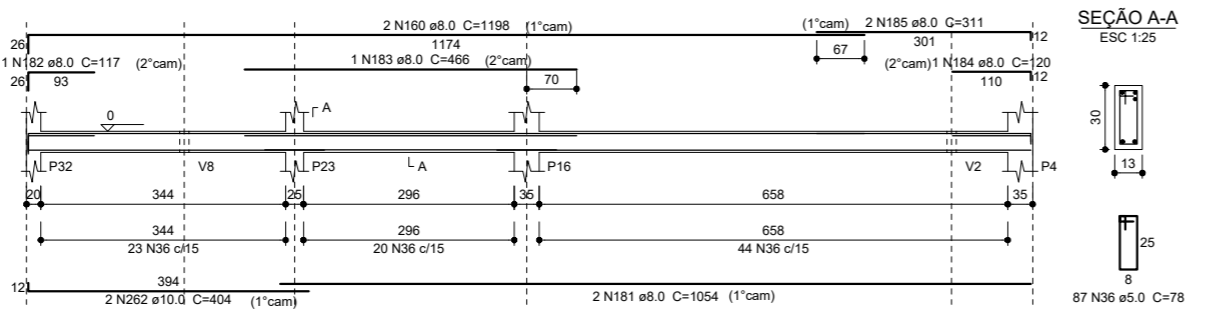 2 N160 ø8.0 C=1198 (1°cam)
(1°cam) 2 N185 ø8.0 C=311
SEÇÃO A-A
ESC 1:25
26
1174
67
301
12
1 N182 ø8.0 C=117 (2°cam)
1 N183 ø8.0 C=466 (2°cam)
(2°cam) 1 N184 ø8.0 C=120
26
93
70
110
12
0
A
30
13
P32
V8
P23
A
P16
V2
P4
20
344
25
296
35
658
35
344
296
658
23 N36 c/15
20 N36 c/15
44 N36 c/15
25
8
87 N36 ø5.0 C=78
12
394
2 N262 ø10.0 C=404 (1°cam)
2 N181 ø8.0 C=1054 (1°cam)